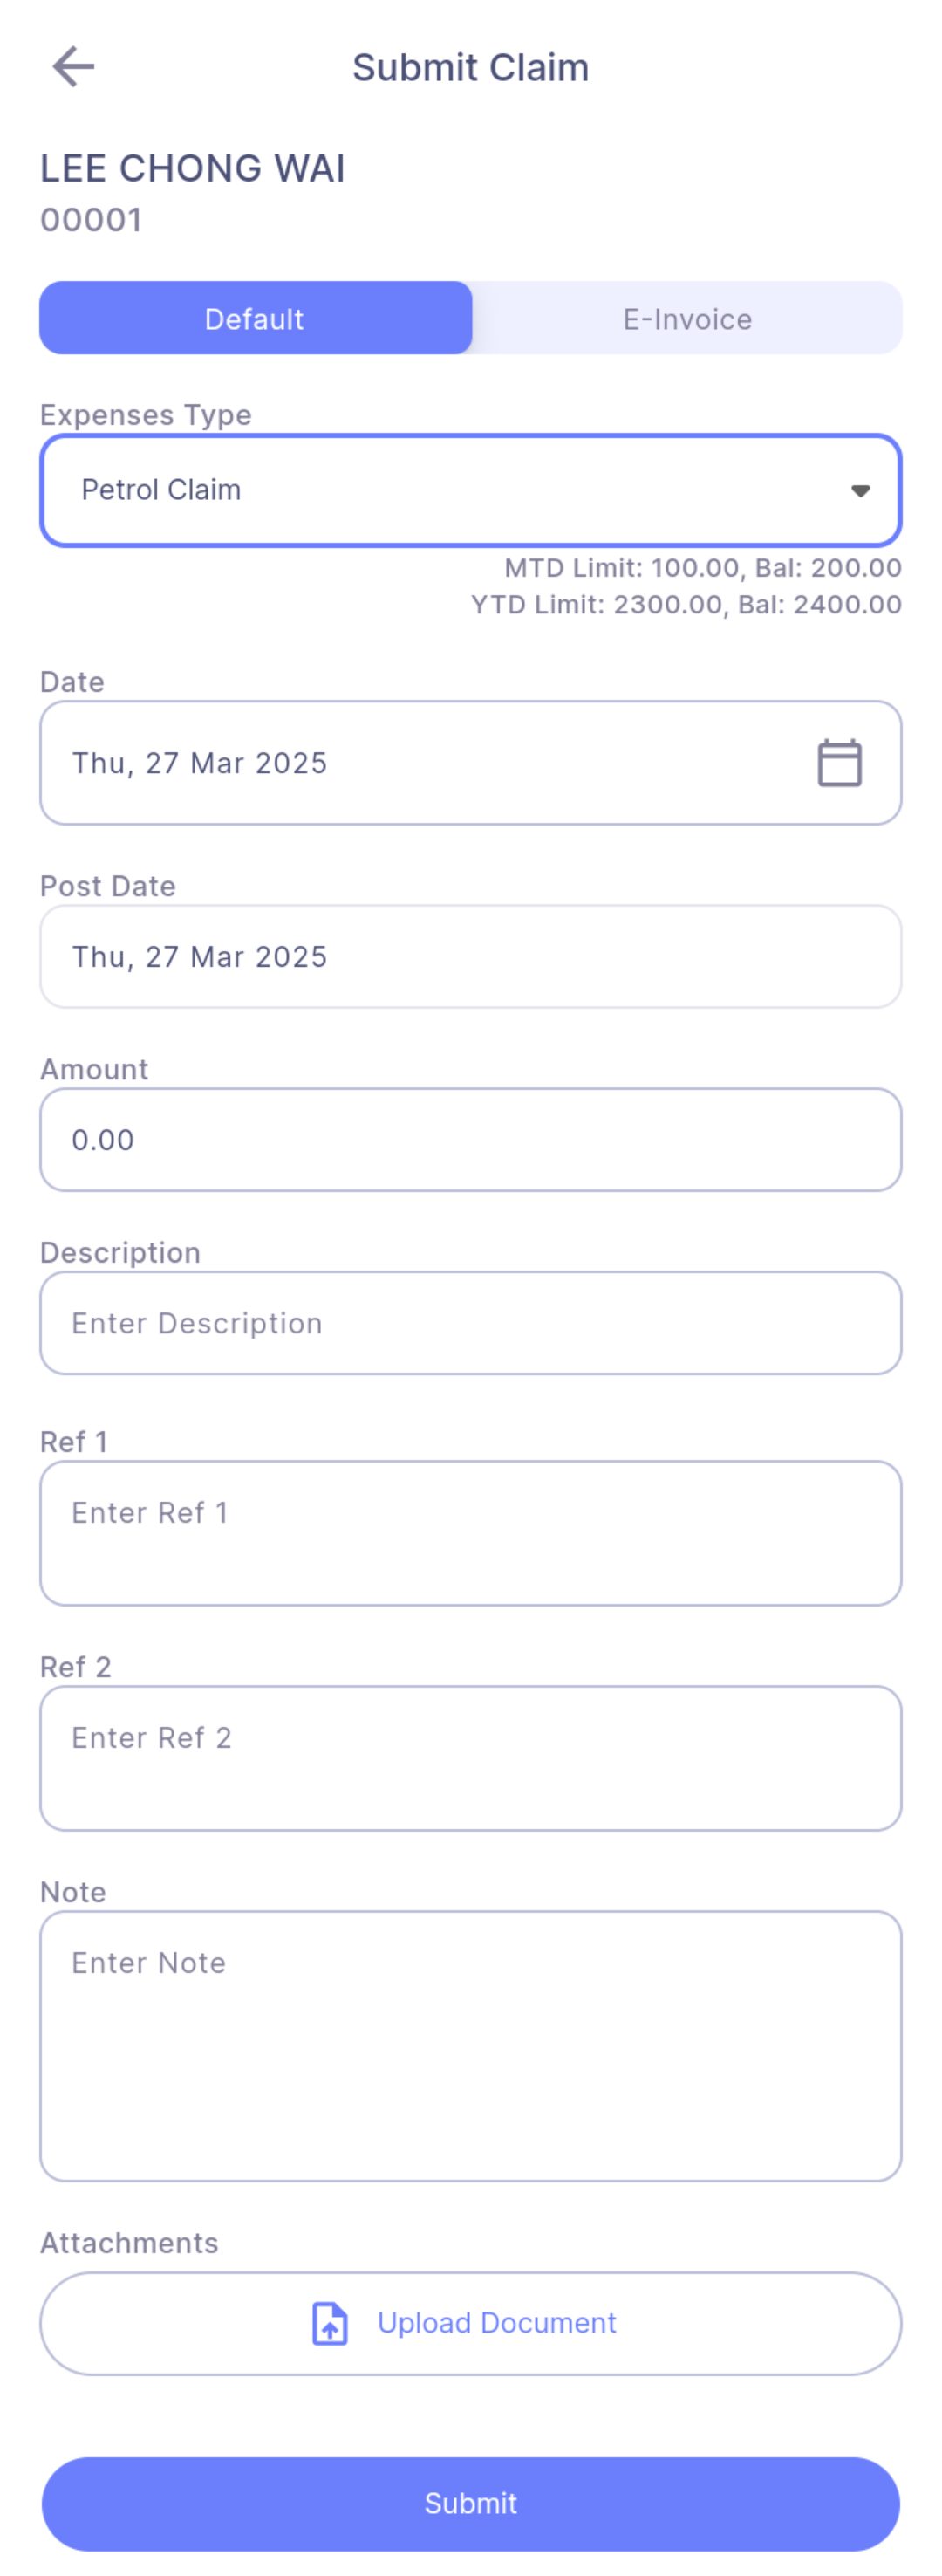 Submit Claim
LEE CHONG WAI
00001
Default
E-Invoice
Expenses Type
Petrol Claim
MTD Limit: 100.00, Bal: 200.00
YTD Limit: 2300.00, Bal: 2400.00
Date
Thu, 27 Mar 2025
Post Date
Thu, 27 Mar 2025
Amount
0.00
Description
Enter Description
Ref 1
Enter Ref 1
Ref 2
Enter Ref 2
Note
Enter Note
Attachments
Upload Document
Submit